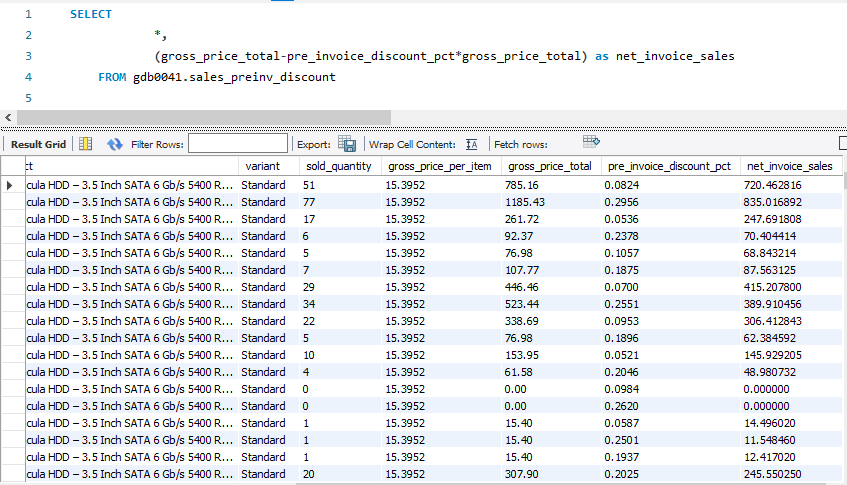 1 SELECT
2 *,
3 (gross_price_total-pre_invoice_discount_pct*gross_price_total) as net_invoice_sales
4 FROM gdb0041.sales_preinv_discount
5
Result Grid Filter Rows: Export: Wrap Cell Content: Fetch rows:
ct variant sold_quantity gross_price_per_item gross_price_total pre_invoice_discount_pct net_invoice_sales
cula HDD – 3.5 Inch SATA 6 Gb/s 5400 R... Standard 51 15.3952 785.16 0.0824 720.462816
cula HDD – 3.5 Inch SATA 6 Gb/s 5400 R... Standard 77 15.3952 1185.43 0.2956 835.016892
cula HDD – 3.5 Inch SATA 6 Gb/s 5400 R... Standard 17 15.3952 261.72 0.0536 247.691808
cula HDD – 3.5 Inch SATA 6 Gb/s 5400 R... Standard 6 15.3952 92.37 0.2378 70.404414
cula HDD – 3.5 Inch SATA 6 Gb/s 5400 R... Standard 5 15.3952 76.98 0.1057 68.843214
cula HDD – 3.5 Inch SATA 6 Gb/s 5400 R... Standard 7 15.3952 107.77 0.1875 87.563125
cula HDD – 3.5 Inch SATA 6 Gb/s 5400 R... Standard 29 15.3952 446.46 0.0700 415.207800
cula HDD – 3.5 Inch SATA 6 Gb/s 5400 R... Standard 34 15.3952 523.44 0.2551 389.910456
cula HDD – 3.5 Inch SATA 6 Gb/s 5400 R... Standard 22 15.3952 338.69 0.0953 306.412843
cula HDD – 3.5 Inch SATA 6 Gb/s 5400 R... Standard 5 15.3952 76.98 0.1896 62.384592
cula HDD – 3.5 Inch SATA 6 Gb/s 5400 R... Standard 10 15.3952 153.95 0.0521 145.929205
cula HDD – 3.5 Inch SATA 6 Gb/s 5400 R... Standard 4 15.3952 61.58 0.2046 48.980732
cula HDD – 3.5 Inch SATA 6 Gb/s 5400 R... Standard 0 15.3952 0.00 0.0984 0.000000
cula HDD – 3.5 Inch SATA 6 Gb/s 5400 R... Standard 0 15.3952 0.00 0.2620 0.000000
cula HDD – 3.5 Inch SATA 6 Gb/s 5400 R... Standard 1 15.3952 15.40 0.0587 14.496020
cula HDD – 3.5 Inch SATA 6 Gb/s 5400 R... Standard 1 15.3952 15.40 0.2501 11.548460
cula HDD – 3.5 Inch SATA 6 Gb/s 5400 R... Standard 1 15.3952 15.40 0.1937 12.417020
cula HDD – 3.5 Inch SATA 6 Gb/s 5400 R... Standard 20 15.3952 307.90 0.2025 245.550250